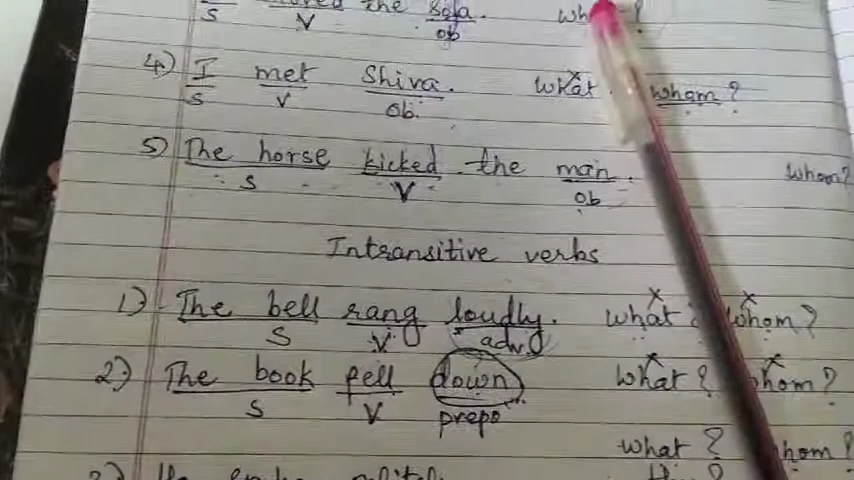 the sofa.
S V ob
4) I met Shiva. what whom?
S V Ob.
5) The horse kicked the man. whom?
S V ob
Intransitive verbs
1) The bell rang loudly. what? whom?
S V adv
2) The book fell down what? whom?
S V prepo
what? whom?